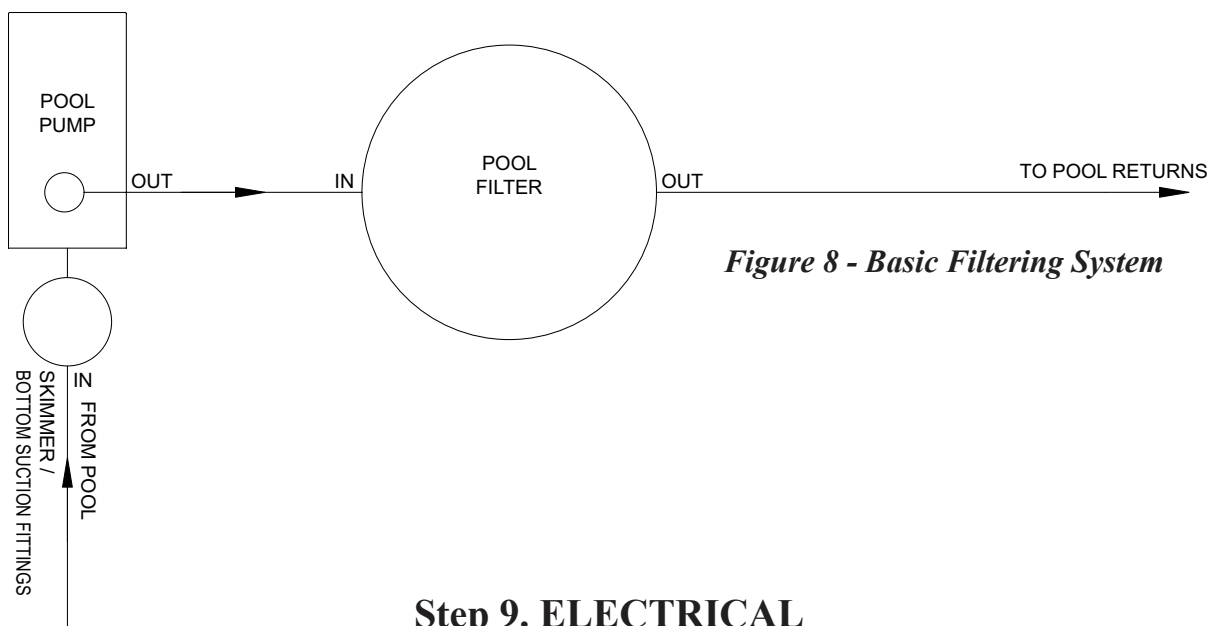 POOL
PUMP
OUT
IN
POOL
FILTER
OUT
TO POOL RETURNS
Figure 8 - Basic Filtering System
IN
FROM POOL
SKIMMER /
BOTTOM SUCTION FITTINGS
Step 9. ELECTRICAL